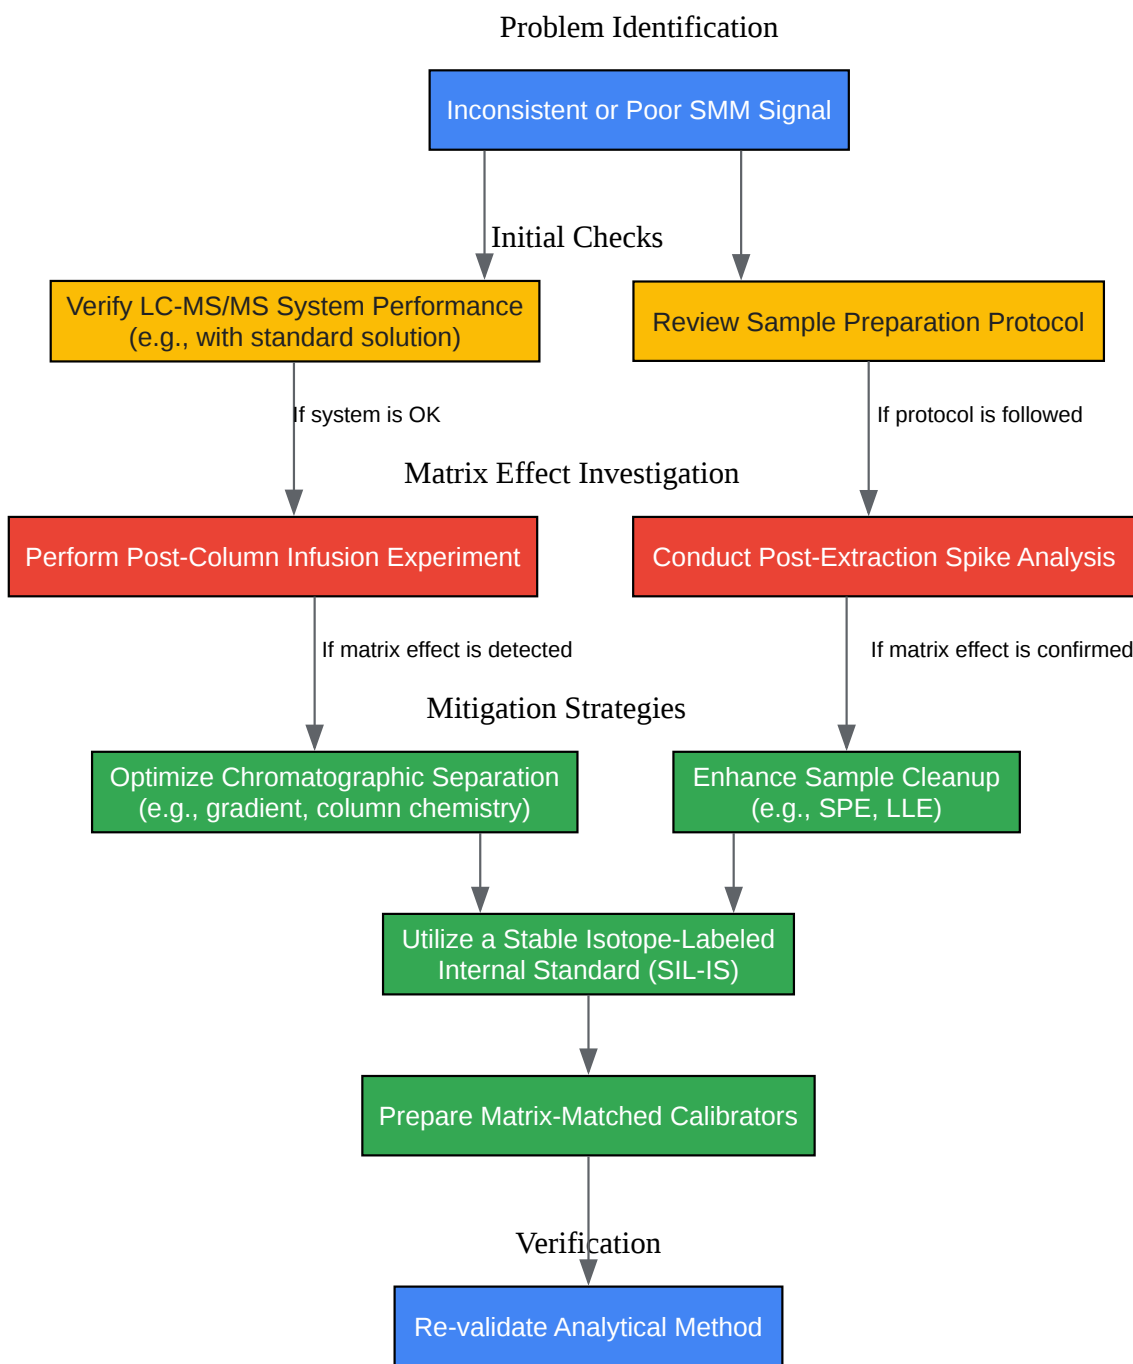 Problem Identification
Inconsistent or Poor SMM Signal
Initial Checks
Verify LC-MS/MS System Performance
(e.g., with standard solution)
Review Sample Preparation Protocol
If system is OK
If protocol is followed
Matrix Effect Investigation
Perform Post-Column Infusion Experiment
Conduct Post-Extraction Spike Analysis
If matrix effect is detected
If matrix effect is confirmed
Mitigation Strategies
Optimize Chromatographic Separation
(e.g., gradient, column chemistry)
Enhance Sample Cleanup
(e.g., SPE, LLE)
Utilize a Stable Isotope-Labeled
Internal Standard (SIL-IS)
Prepare Matrix-Matched Calibrators
Verification
Re-validate Analytical Method